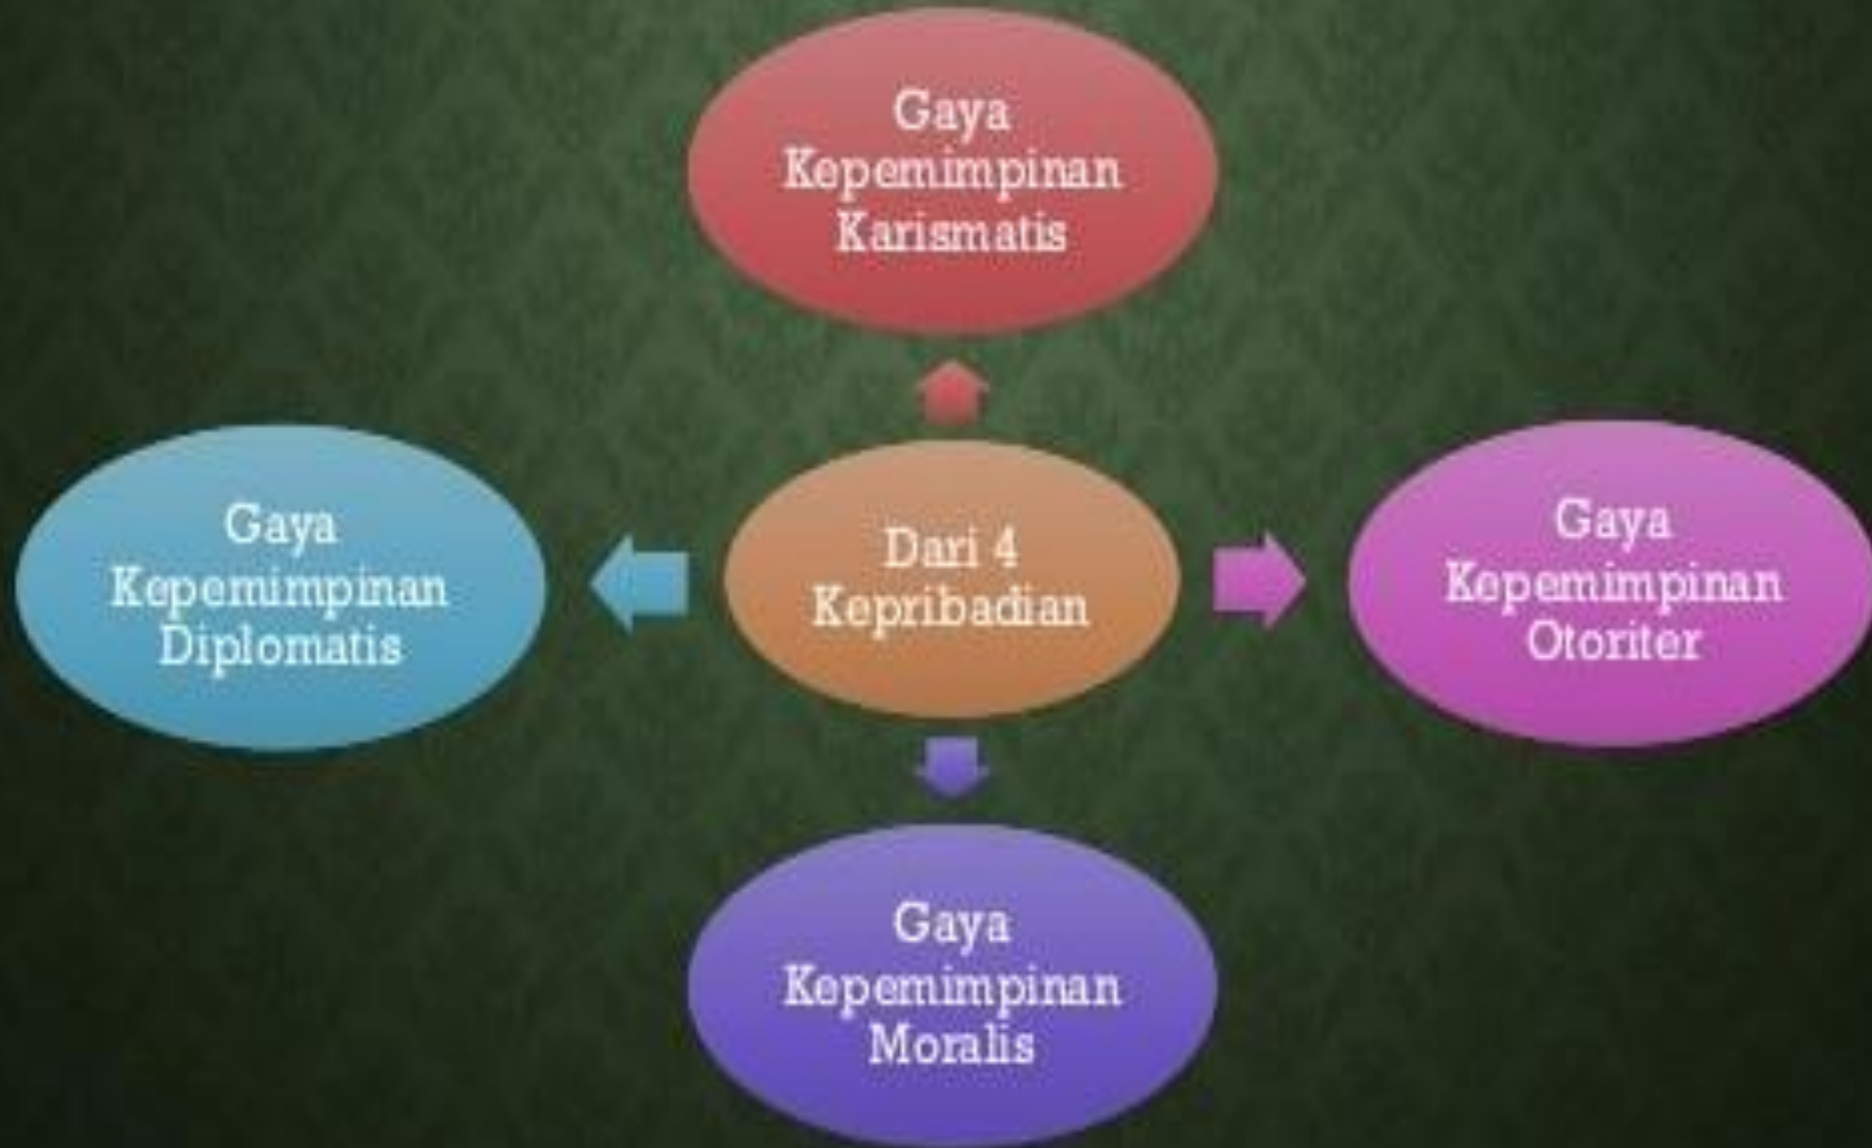 Gaya
Kepemimpinan
Karismatis
Gaya
Kepemimpinan
Diplomatis
Dari 4
Kepribadian
Gaya
Kepemimpinan
Otoriter
Gaya
Kepemimpinan
Moralis